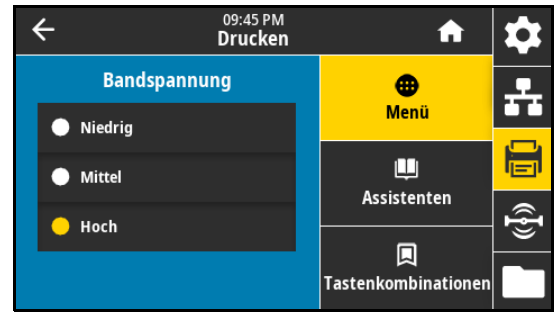 09:45 PM
Drucken
Bandspannung
Niedrig
Mittel
Hoch
Menü
Assistenten
Tastenkombinationen